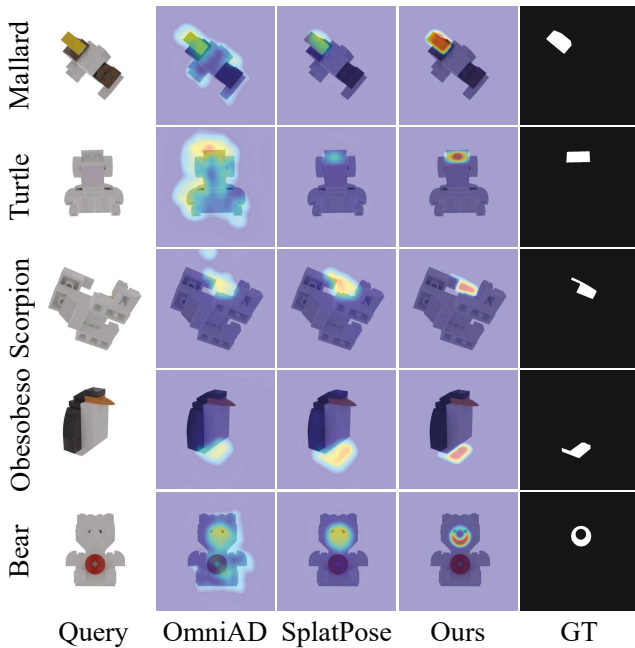 Mallard
Turtle
Scorpion
Obesobeso
Bear
Query OmniAD SplatPose Ours GT